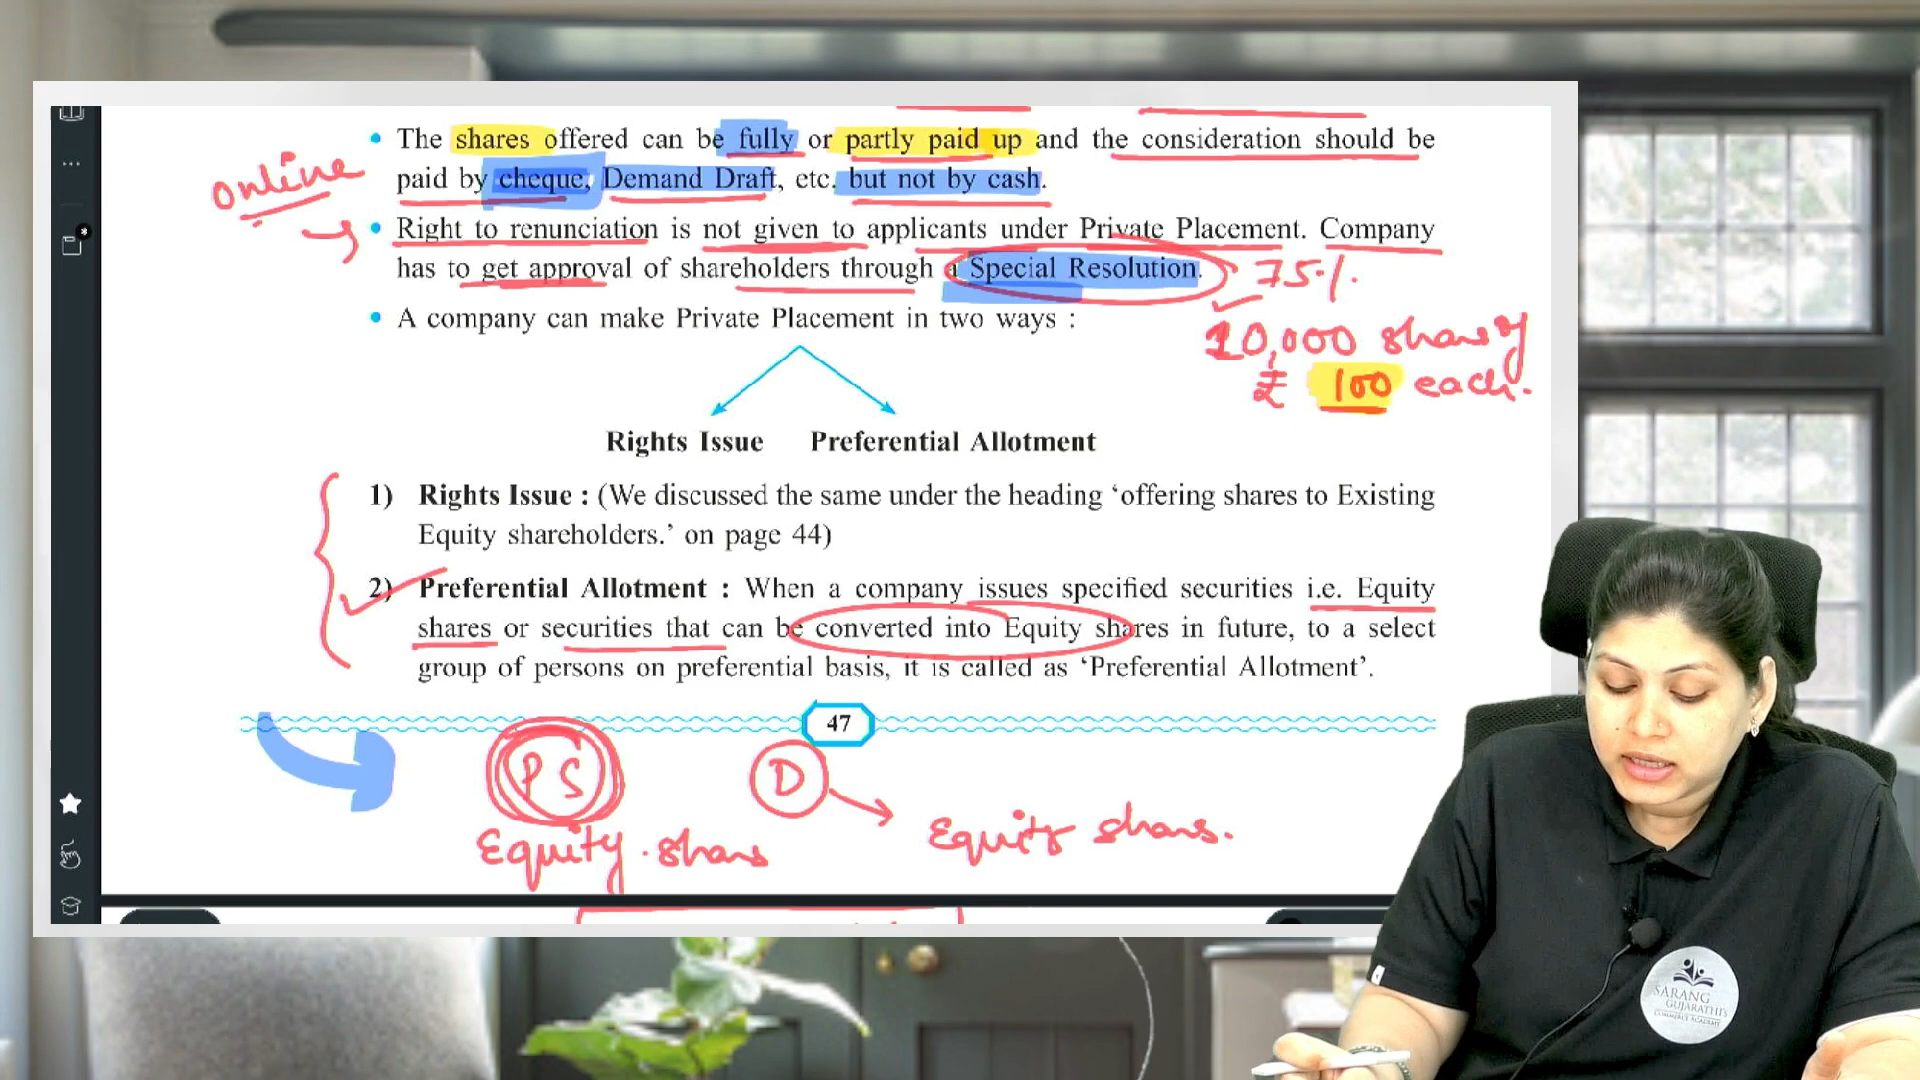 • The shares offered can be fully or partly paid up and the consideration should be
paid by cheque, Demand Draft, etc. but not by cash.
online
• Right to renunciation is not given to applicants under Private Placement. Company
has to get approval of shareholders through a Special Resolution.
75%.
• A company can make Private Placement in two ways :
10,000 share of
₹ 100 each.
Rights Issue Preferential Allotment
1) Rights Issue : (We discussed the same under the heading ‘offering shares to Existing
Equity shareholders.’ on page 44)
2) Preferential Allotment : When a company issues specified securities i.e. Equity
shares or securities that can be converted into Equity shares in future, to a select
group of persons on preferential basis, it is called as ‘Preferential Allotment’.
47
PS
D
Equity shars
Equity shars.
SARANG
GUJARATHI'S
COMMERCE ACADEMY